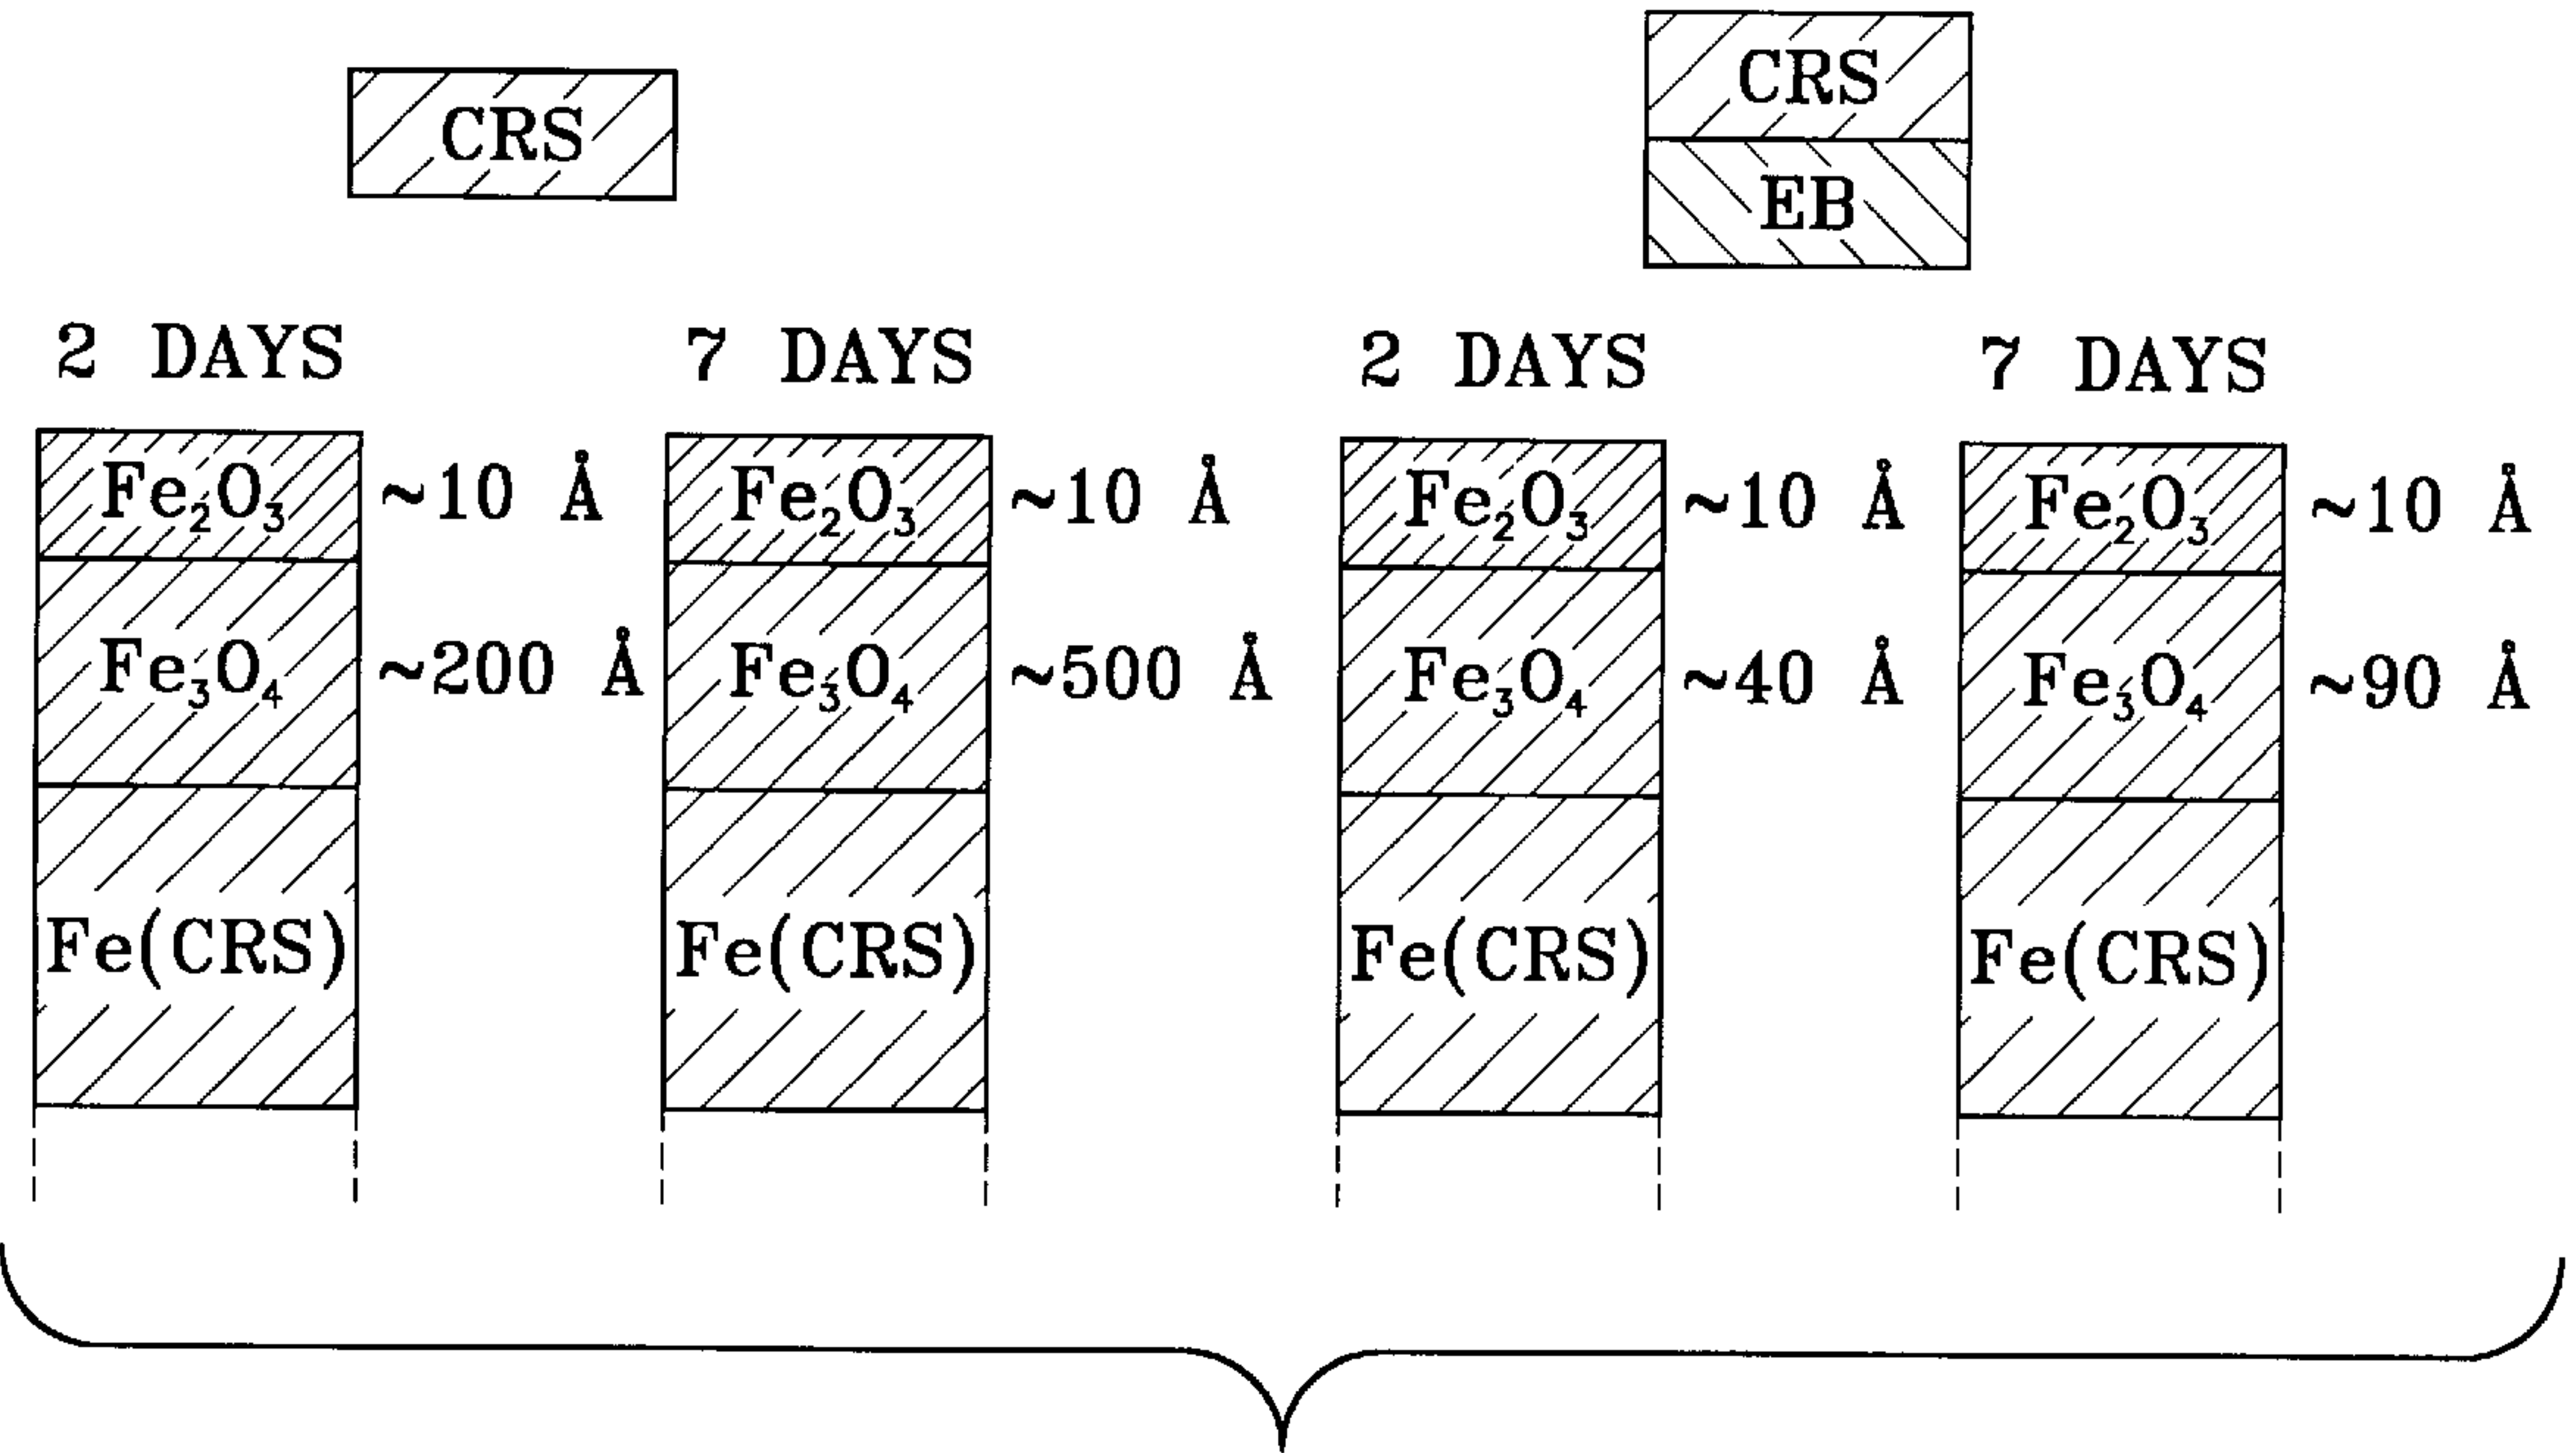 CRS
CRS
EB
2 DAYS 7 DAYS 2 DAYS 7 DAYS
Fe₂O₃ ~10 Å Fe₂O₃ ~10 Å Fe₂O₃ ~10 Å Fe₂O₃ ~10 Å
Fe₃O₄ ~200 Å Fe₃O₄ ~500 Å Fe₃O₄ ~40 Å Fe₃O₄ ~90 Å
Fe(CRS) Fe(CRS) Fe(CRS) Fe(CRS)